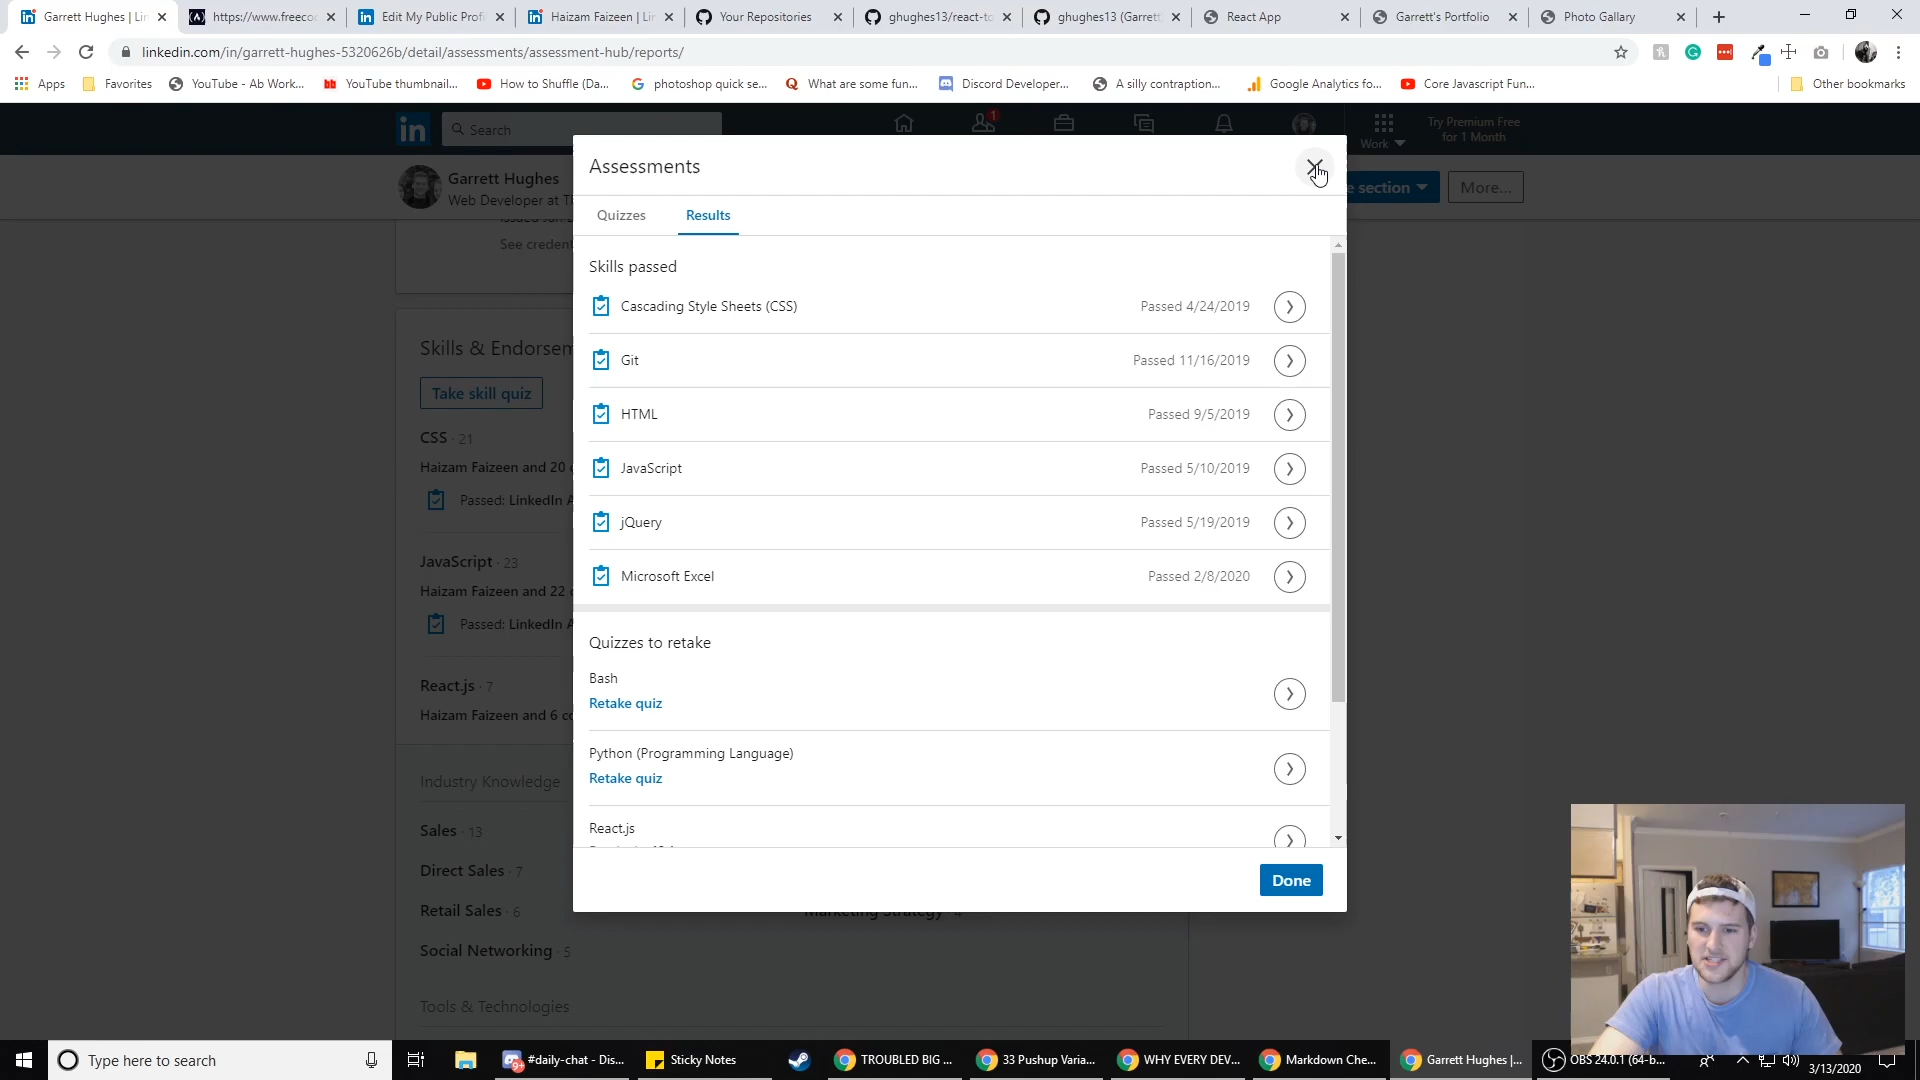 Garrett Hughes | Lin
https://www.freecoc
Edit My Public Profi
Haizam Faizeen | Lin
Your Repositories
ghughes13/react-to
ghughes13 (Garrett
React App
Garrett's Portfolio
Photo Gallary
linkedin.com/in/garrett-hughes-5320626b/detail/assessments/assessment-hub/reports/
Apps
Favorites
YouTube - Ab Work...
YouTube thumbnail...
How to Shuffle (Da...
photoshop quick se...
What are some fun...
Discord Developer...
A silly contraption...
Google Analytics fo...
Core Javascript Fun...
Other bookmarks
in
Search
1
Work
Try Premium Free
for 1 Month
Garrett Hughes
Web Developer at T
e section
More...
See creden
Assessments
Quizzes
Results
Skills passed
Cascading Style Sheets (CSS)
Passed 4/24/2019
Git
Passed 11/16/2019
HTML
Passed 9/5/2019
JavaScript
Passed 5/10/2019
jQuery
Passed 5/19/2019
Microsoft Excel
Passed 2/8/2020
Quizzes to retake
Bash
Retake quiz
Python (Programming Language)
Retake quiz
React.js
Done
Skills & Endorsem
Take skill quiz
CSS · 21
Haizam Faizeen and 20
Passed: LinkedIn A
JavaScript · 23
Haizam Faizeen and 22
Passed: LinkedIn A
React.js · 7
Haizam Faizeen and 6 co
Industry Knowledge
Sales · 13
Direct Sales · 7
Retail Sales · 6
Marketing Strategy · 4
Social Networking · 5
Tools & Technologies
Type here to search
#daily-chat - Dis...
Sticky Notes
TROUBLED BIG ...
33 Pushup Varia...
WHY EVERY DEV...
Markdown Che...
Garrett Hughes |...
OBS 24.0.1 (64-b...
3/13/2020